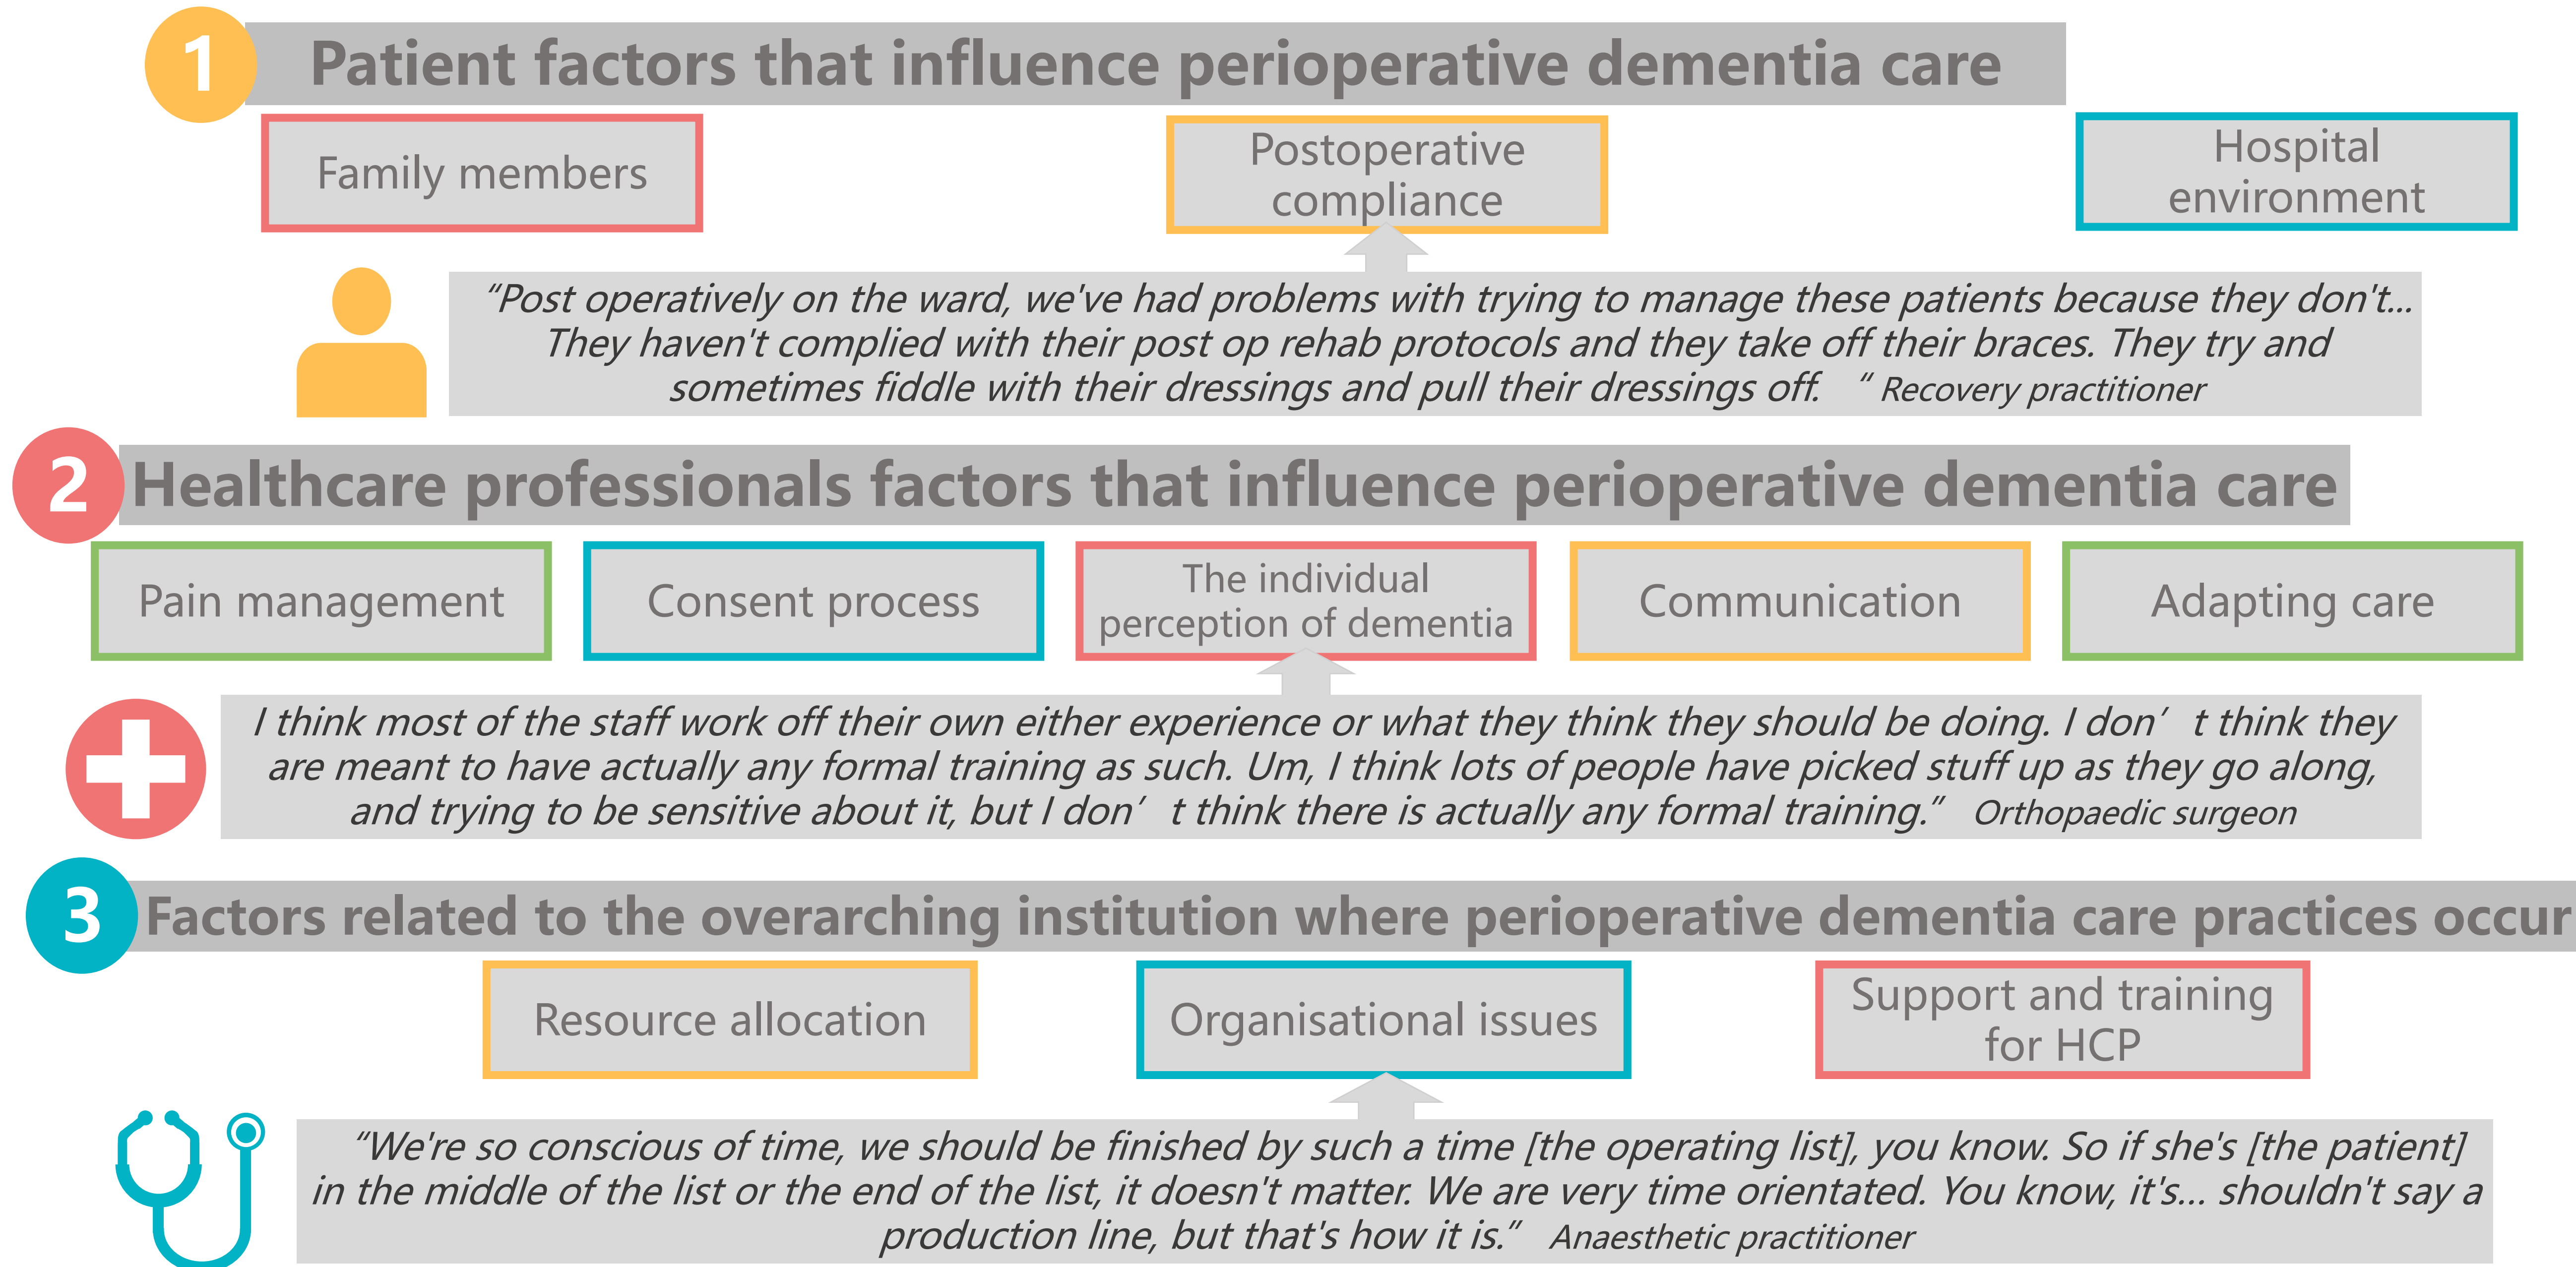 1
Patient factors that influence perioperative dementia care
Family members
Postoperative
compliance
Hospital
environment
“Post operatively on the ward, we've had problems with trying to manage these patients because they don't...
They haven't complied with their post op rehab protocols and they take off their braces. They try and
sometimes fiddle with their dressings and pull their dressings off. “ Recovery practitioner
2
Healthcare professionals factors that influence perioperative dementia care
Pain management
Consent process
The individual
perception of dementia
Communication
Adapting care
I think most of the staff work off their own either experience or what they think they should be doing. I don’ t think they
are meant to have actually any formal training as such. Um, I think lots of people have picked stuff up as they go along,
and trying to be sensitive about it, but I don’ t think there is actually any formal training.” Orthopaedic surgeon
3
Factors related to the overarching institution where perioperative dementia care practices occur
Resource allocation
Organisational issues
Support and training
for HCP
“We're so conscious of time, we should be finished by such a time [the operating list], you know. So if she's [the patient]
in the middle of the list or the end of the list, it doesn't matter. We are very time orientated. You know, it's... shouldn't say a
production line, but that's how it is.” Anaesthetic practitioner